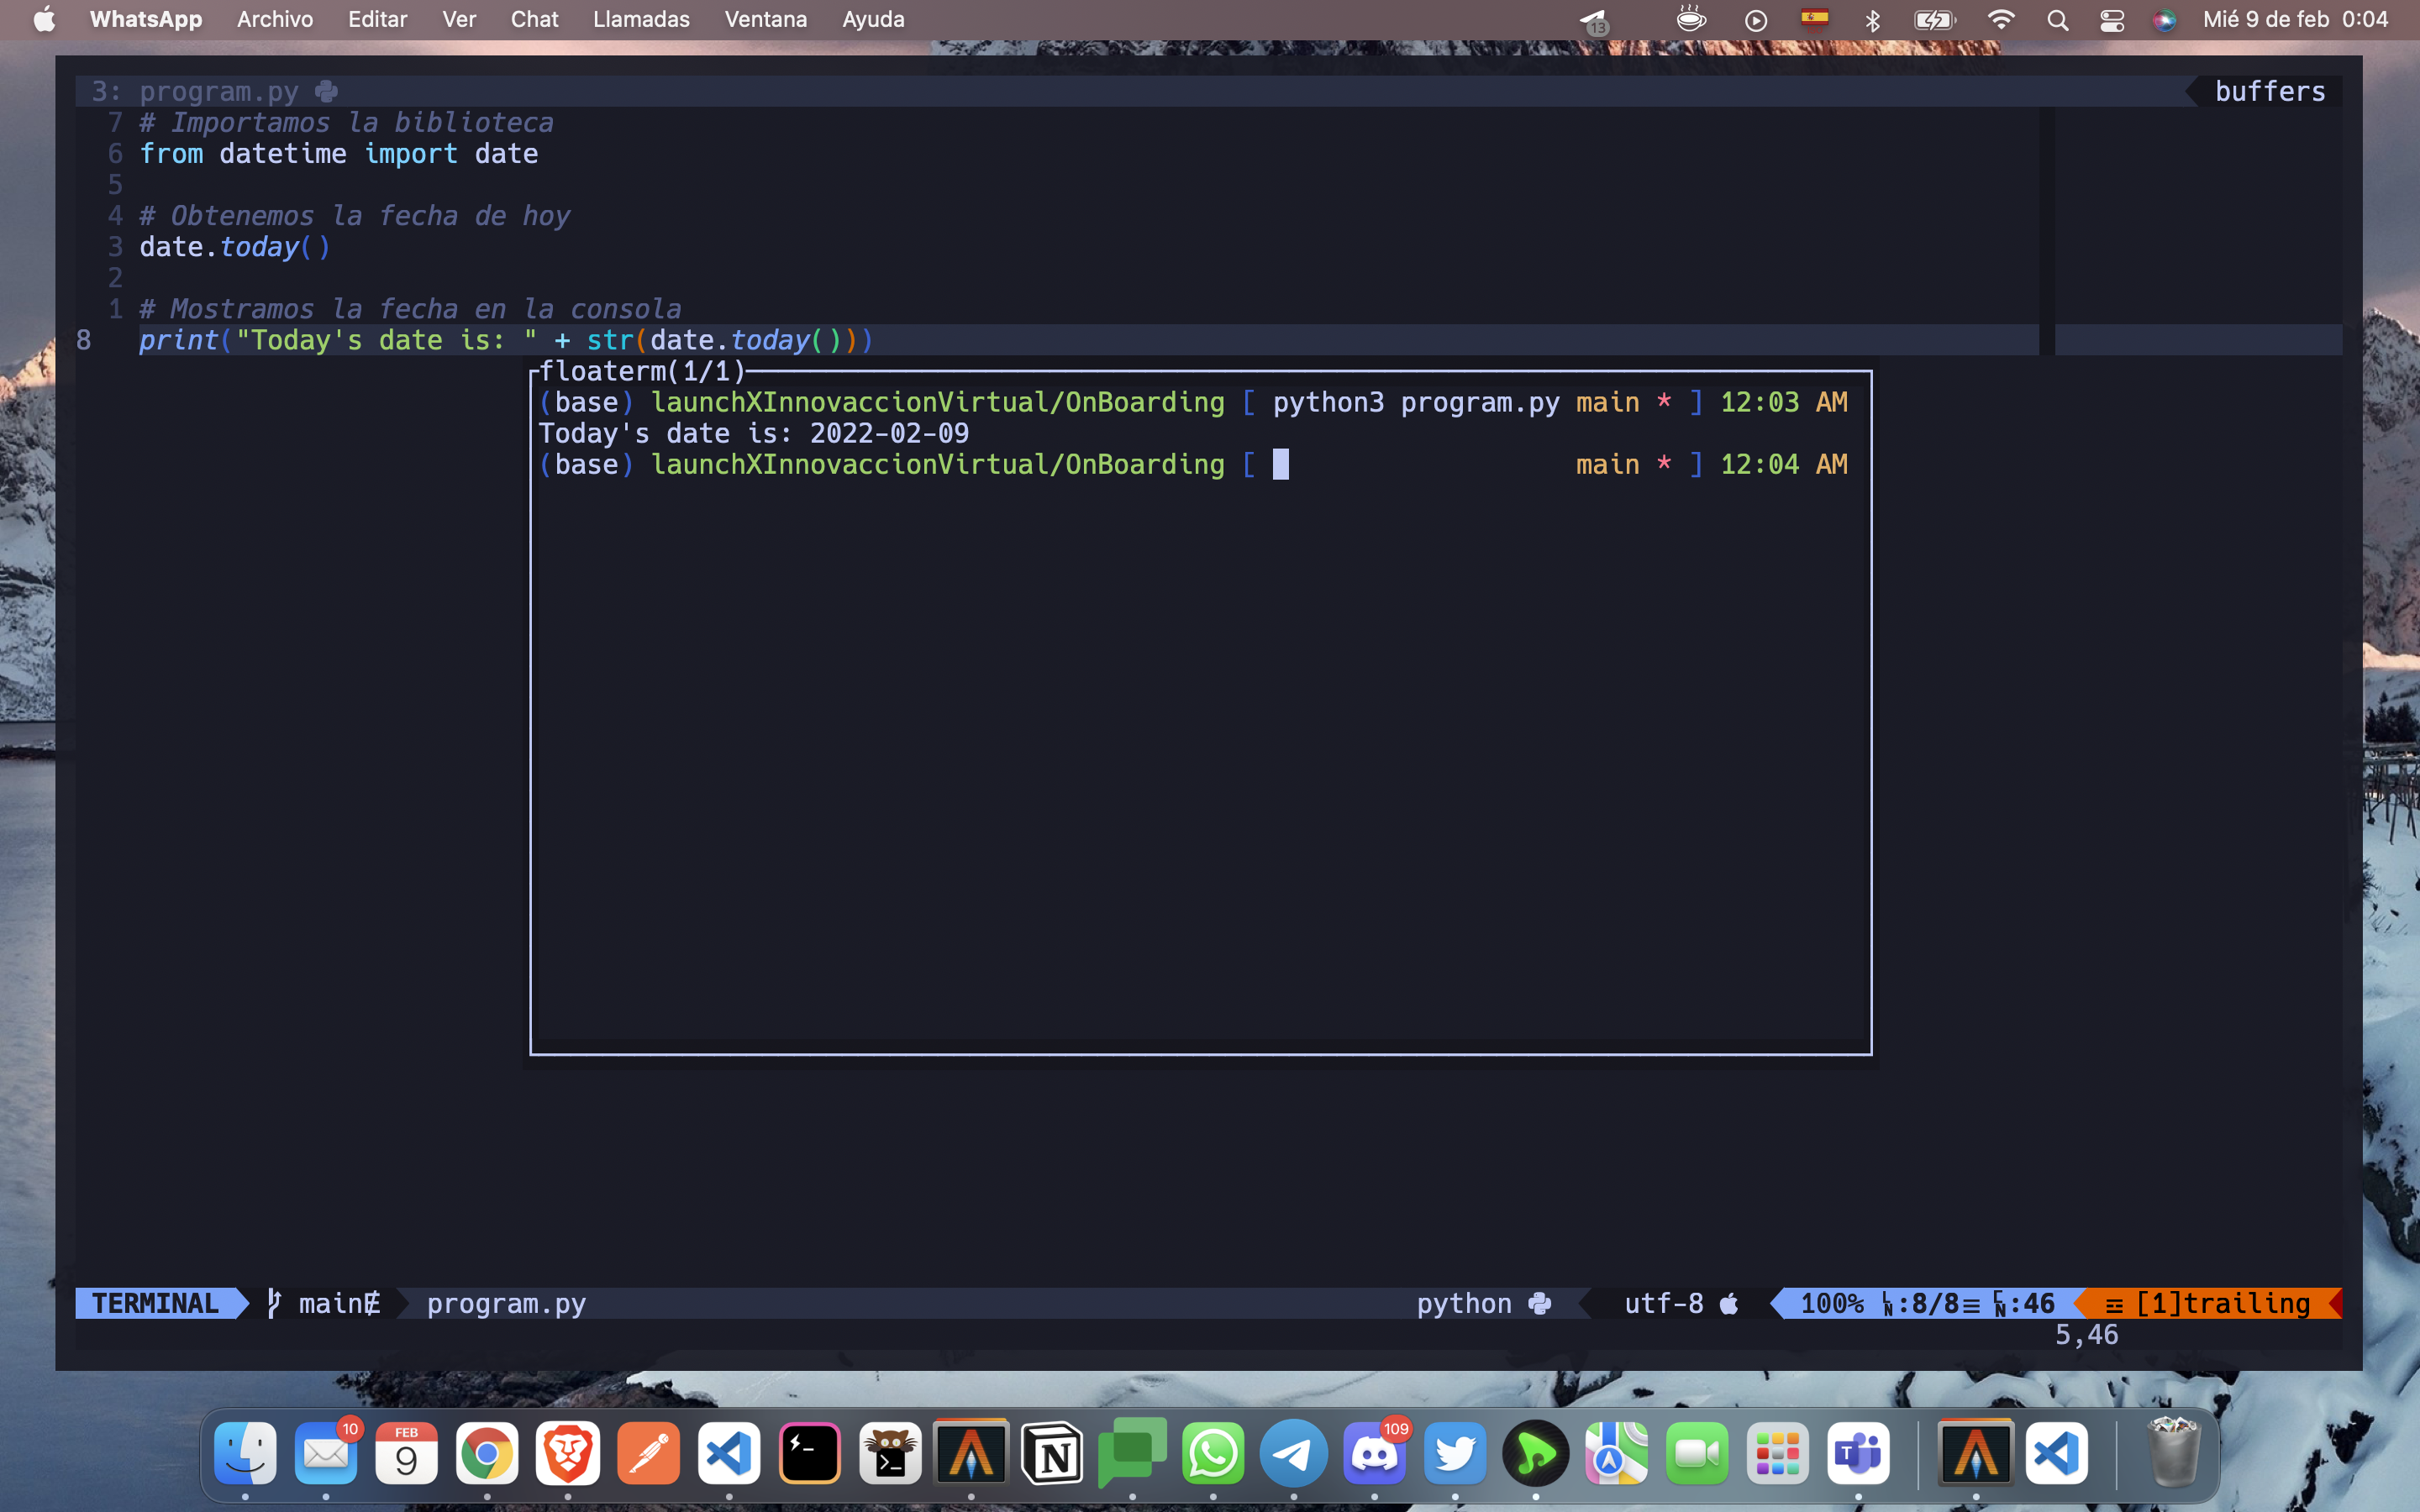 WhatsApp Archivo Editar Ver Chat Llamadas Ventana Ayuda 13 Mié 9 de feb 0:04
3: program.py buffers
7 # Importamos la biblioteca
6 from datetime import date
5
4 # Obtenemos la fecha de hoy
3 date.today()
2
1 # Mostramos la fecha en la consola
8 print("Today's date is: " + str(date.today()))
floaterm(1/1)
(base) launchXInnovaccionVirtual/OnBoarding [ python3 program.py main * ] 12:03 AM
Today's date is: 2022-02-09
(base) launchXInnovaccionVirtual/OnBoarding [ main * ] 12:04 AM
TERMINAL main∉ program.py python utf-8 100% ㏑:8/8≡ ℅:46 ☲ [1]trailing
5,46
10 FEB 9 109